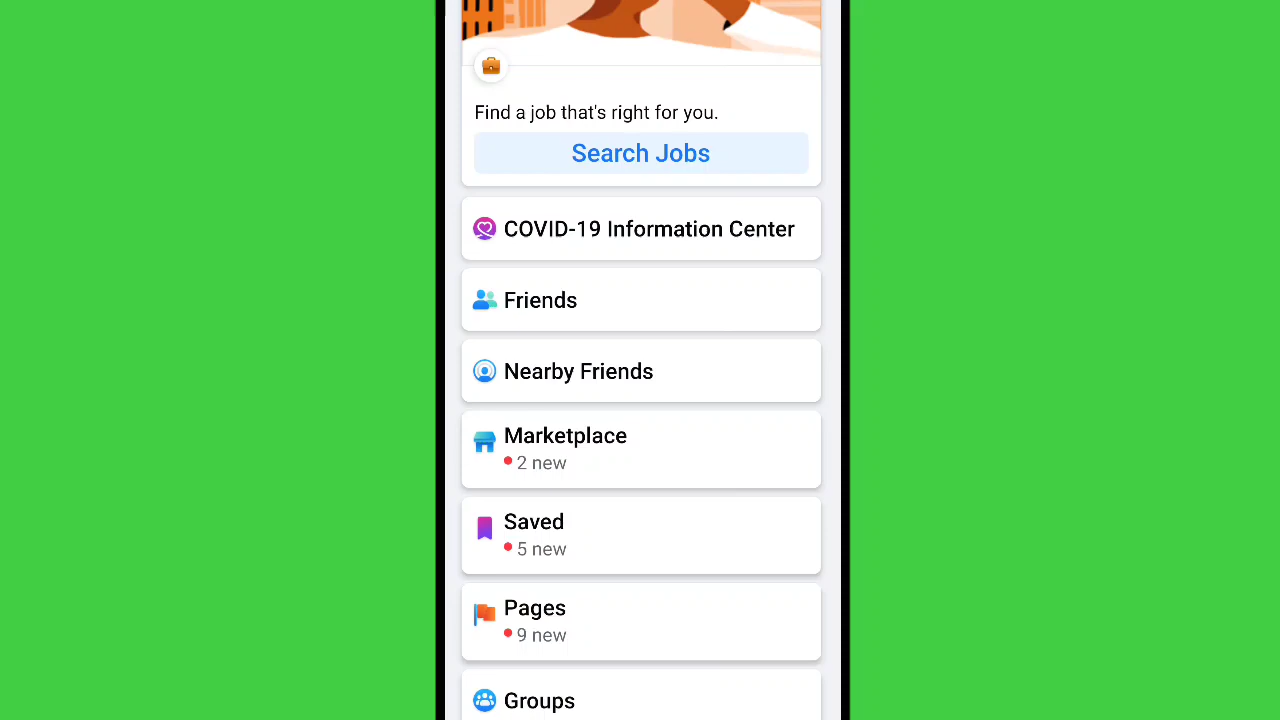 Find a job that's right for you.
Search Jobs
COVID-19 Information Center
Friends
Nearby Friends
Marketplace
2 new
Saved
5 new
Pages
9 new
Groups